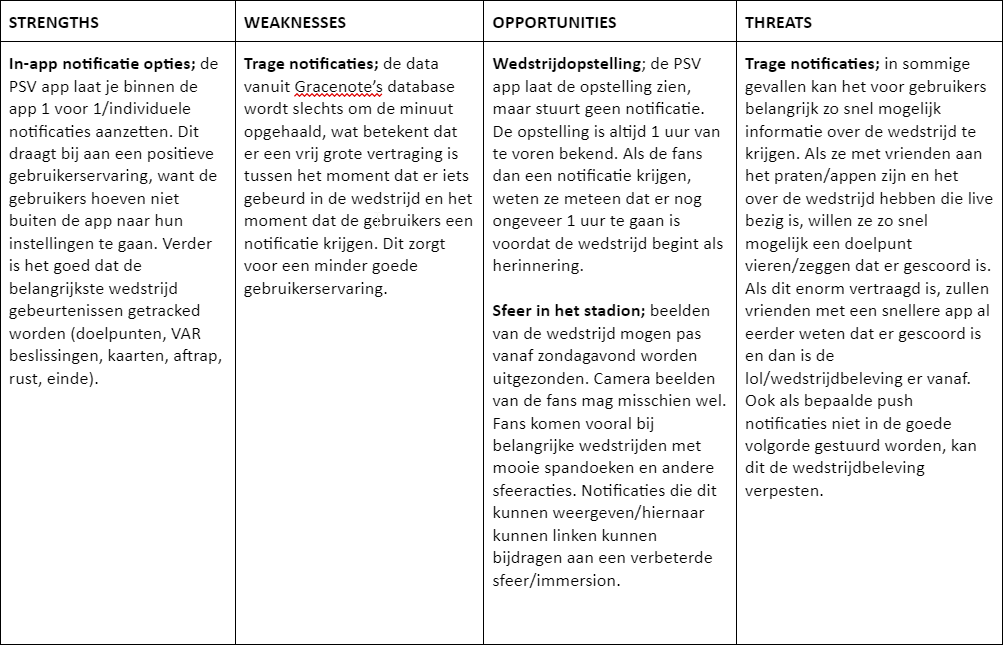 STRENGTHS
In-app notificatie opties; de
PSV app laat je binnen de
app 1 voor 1/individuele
notificaties aanzetten. Dit
draagt bij aan een positieve
gebruikerservaring, want de
gebruikers hoeven niet
buiten de app naar hun
instellingen te gaan. Verder
is het goed dat de
belangrijkste wedstrijd
gebeurtenissen getracked
worden (doelpunten, VAR
beslissingen, kaarten, aftrap,
rust, einde).
WEAKNESSES
Trage notificaties; de data
vanuit Gracenote’s database
wordt slechts om de minuut
opgehaald, wat betekent dat
er een vrij grote vertraging is
tussen het moment dat er iets
gebeurd in de wedstrijd en het
moment dat de gebruikers een
notificatie krijgen. Dit zorgt
voor een minder goede
gebruikerservaring.
OPPORTUNITIES
Wedstrijdopstelling; de PSV
app laat de opstelling zien,
maar stuurt geen notificatie.
De opstelling is altijd 1 uur van
te voren bekend. Als de fans
dan een notificatie krijgen,
weten ze meteen dat er nog
ongeveer 1 uur te gaan is
voordat de wedstrijd begint als
herinnering.
Sfeer in het stadion; beelden
van de wedstrijd mogen pas
vanaf zondagavond worden
uitgezonden. Camera beelden
van de fans mag misschien wel.
Fans komen vooral bij
belangrijke wedstrijden met
mooie spandoeken en andere
sfeeracties. Notificaties die dit
kunnen weergeven/hiernaar
kunnen linken kunnen
bijdragen aan een verbeterde
sfeer/immersion.
THREATS
Trage notificaties; in sommige
gevallen kan het voor gebruikers
belangrijk zo snel mogelijk
informatie over de wedstrijd te
krijgen. Als ze met vrienden aan
het praten/appen zijn en het
over de wedstrijd hebben die live
bezig is, willen ze zo snel
mogelijk een doelpunt
vieren/zeggen dat er gescoord is.
Als dit enorm vertraagd is, zullen
vrienden met een snellere app al
eerder weten dat er gescoord is
en dan is de
lol/wedstrijdbeleving er vanaf.
Ook als bepaalde push
notificaties niet in de goede
volgorde gestuurd worden, kan
dit de wedstrijdbeleving
verpesten.